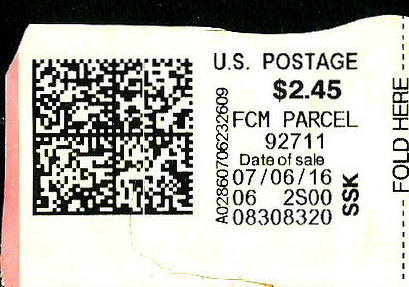 U.S. POSTAGE
$2.45
FCM PARCEL
92711
Date of sale
07/06/16
06 2S00
08308320
A02860706232609
SSK
FOLD HERE